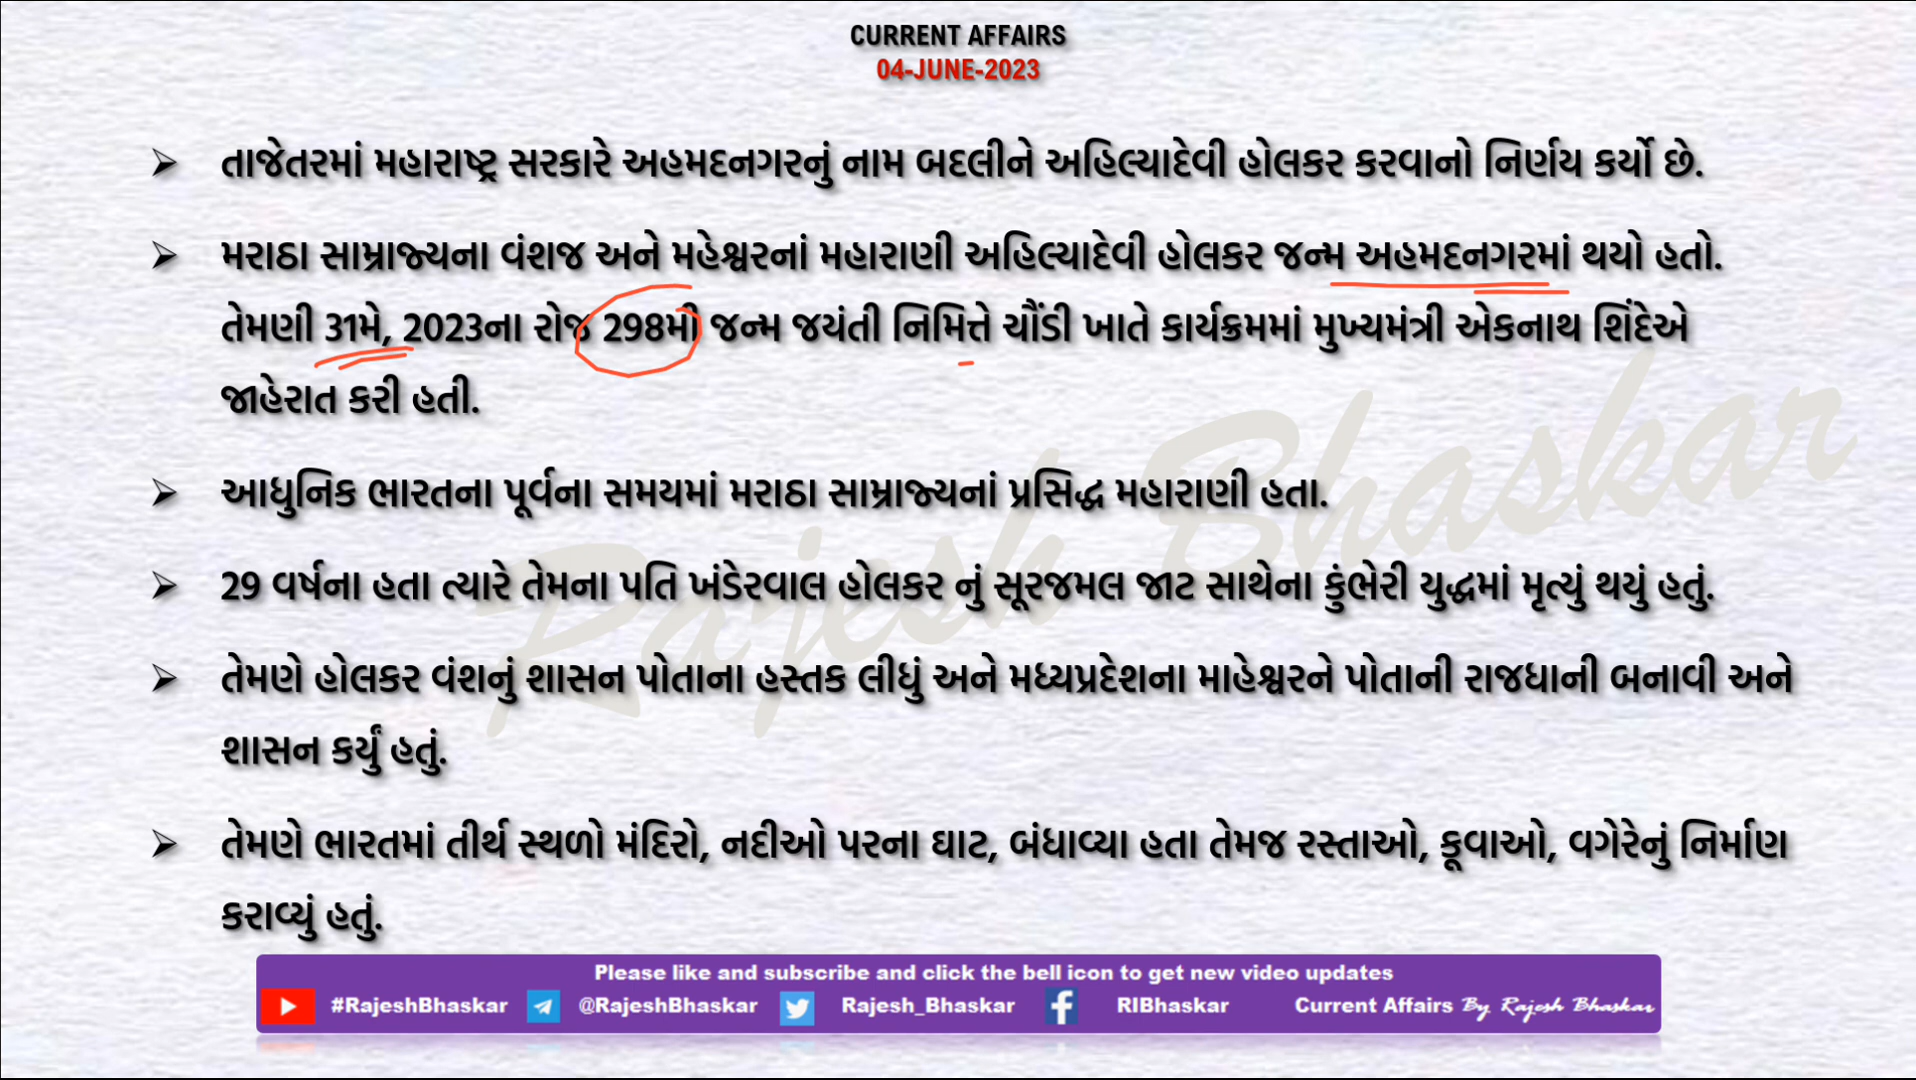 CURRENT AFFAIRS
04-JUNE-2023
➢ તાજેતરમાં મહારાષ્ટ્ર સરકારે અહમદનગરનું નામ બદલીને અહિલ્યાદેવી હોલકર કરવાનો નિર્ણય કર્યો છે.
➢ મરાઠા સામ્રાજ્યના વંશજ અને મહેશ્વરનાં મહારાણી અહિલ્યાદેવી હોલકર જન્મ અહમદનગરમાં થયો હતો.
તેમણી 31મે, 2023ના રોજ 298મી જન્મ જયંતી નિમિત્તે ચૌંડી ખાતે કાર્યક્રમમાં મુખ્યમંત્રી એકનાથ શિંદેએ
જાહેરાત કરી હતી.
➢ આધુનિક ભારતના પૂર્વના સમયમાં મરાઠા સામ્રાજ્યનાં પ્રસિદ્ધ મહારાણી હતા.
➢ 29 વર્ષના હતા ત્યારે તેમના પતિ ખંડેરવાલ હોલકર નું સૂરજમલ જાટ સાથેના કુંભેરી યુદ્ધમાં મૃત્યું થયું હતું.
➢ તેમણે હોલકર વંશનું શાસન પોતાના હસ્તક લીધું અને મધ્યપ્રદેશના માહેશ્વરને પોતાની રાજધાની બનાવી અને
શાસન કર્યું હતું.
➢ તેમણે ભારતમાં તીર્થ સ્થળો મંદિરો, નદીઓ પરના ઘાટ, બંધાવ્યા હતા તેમજ રસ્તાઓ, કૂવાઓ, વગેરેનું નિર્માણ
કરાવ્યું હતું.
Rajesh Bhaskar
Please like and subscribe and click the bell icon to get new video updates
#RajeshBhaskar @RajeshBhaskar Rajesh_Bhaskar RIBhaskar Current Affairs By Rajesh Bhaskar